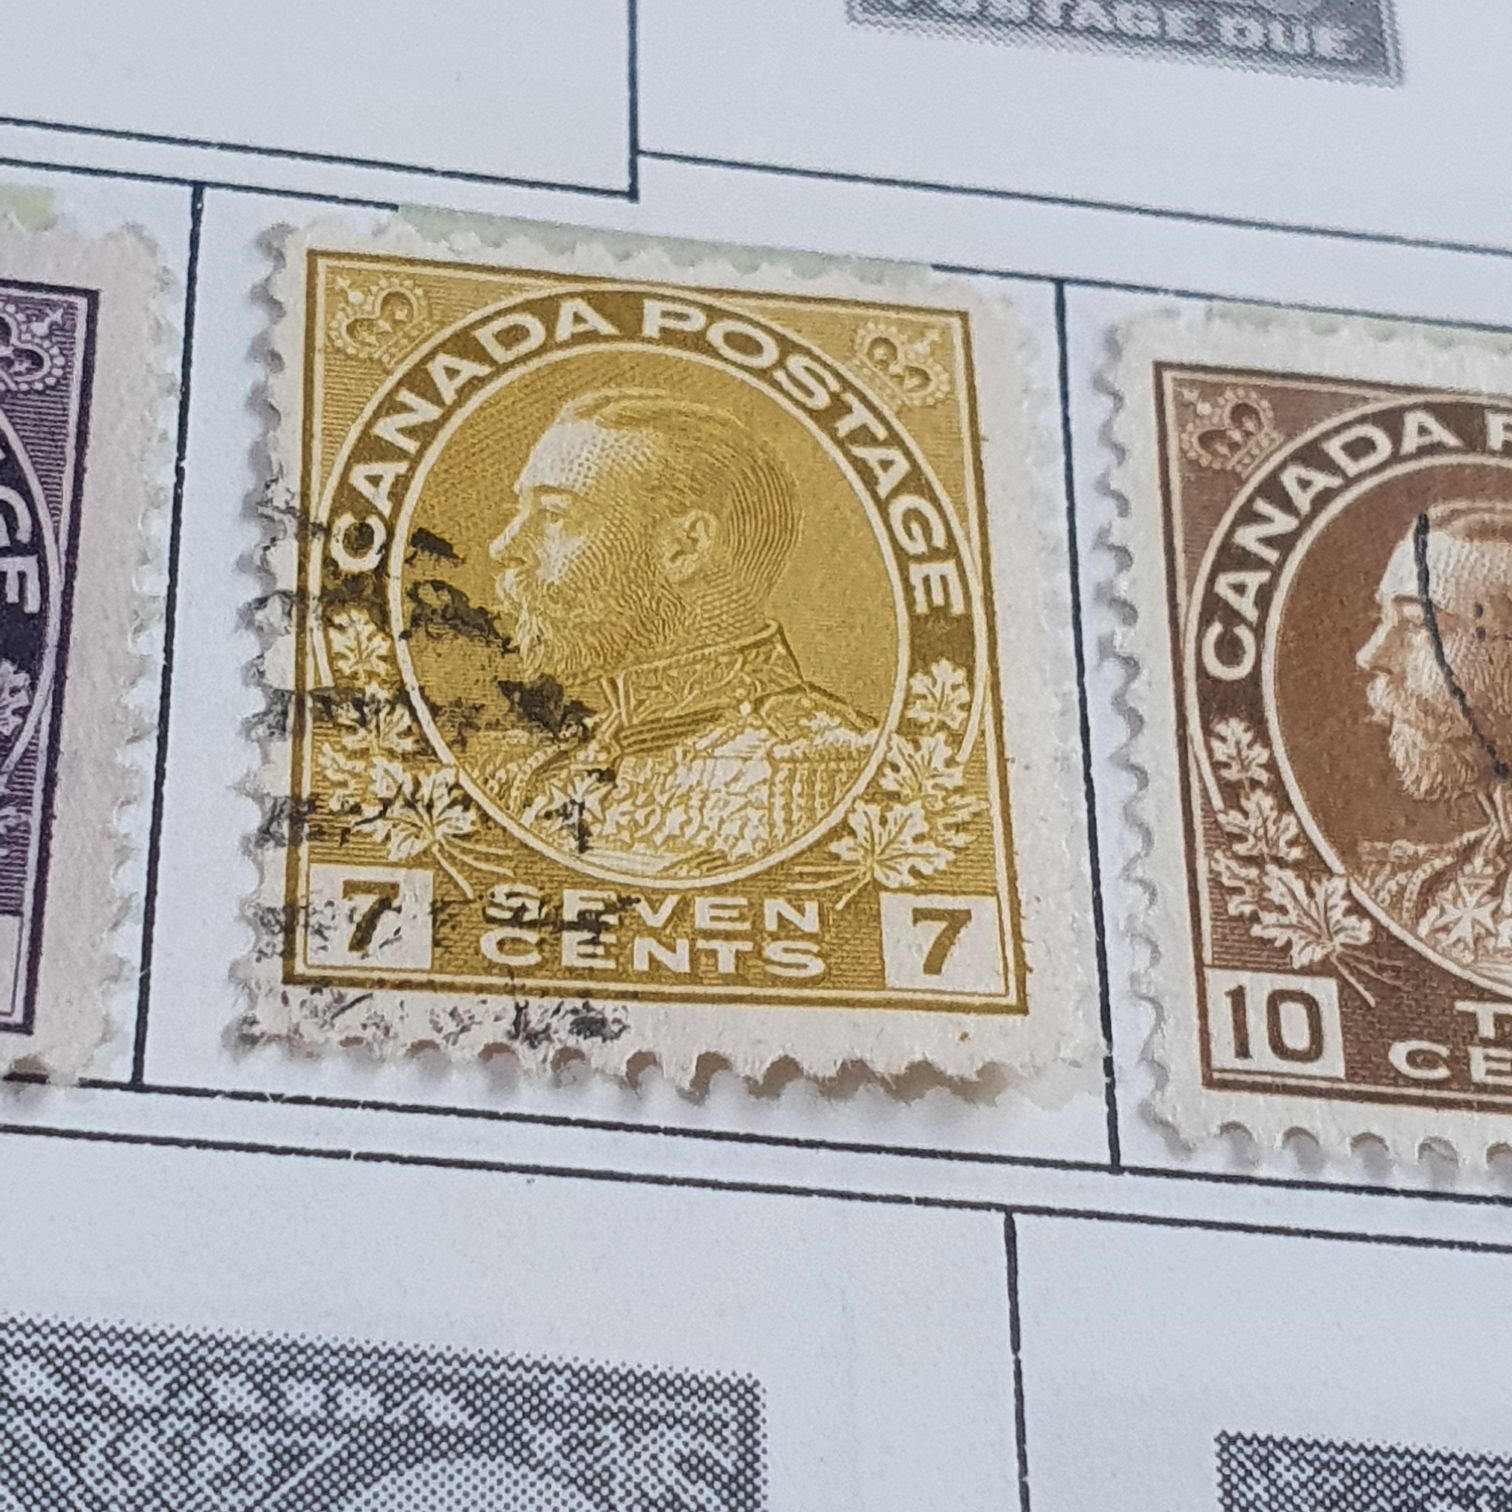 POSTAGE DUE
CANADA POSTAGE
7 SEVEN CENTS 7
CANADA
10